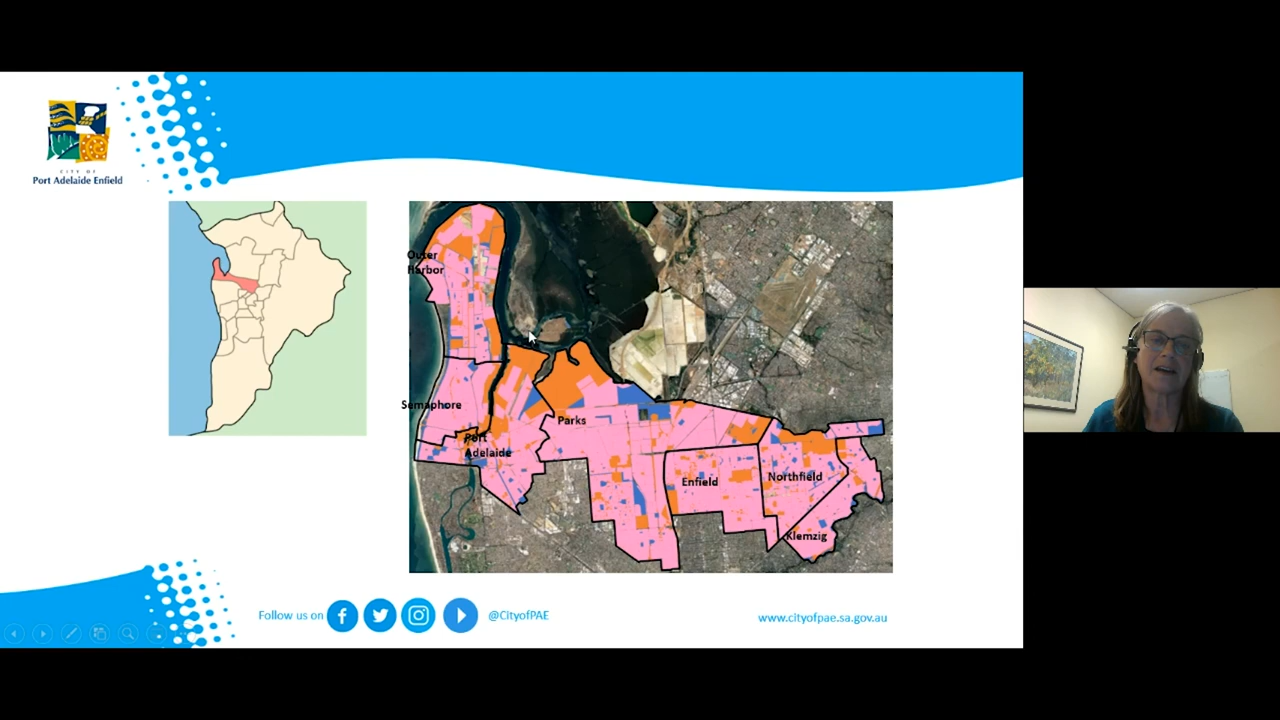 CITY OF
Port Adelaide Enfield
Outer
Harbor
Semaphore
Port
Adelaide
Parks
Enfield
Northfield
Klemzig
Follow us on
@CityofPAE
www.cityofpae.sa.gov.au